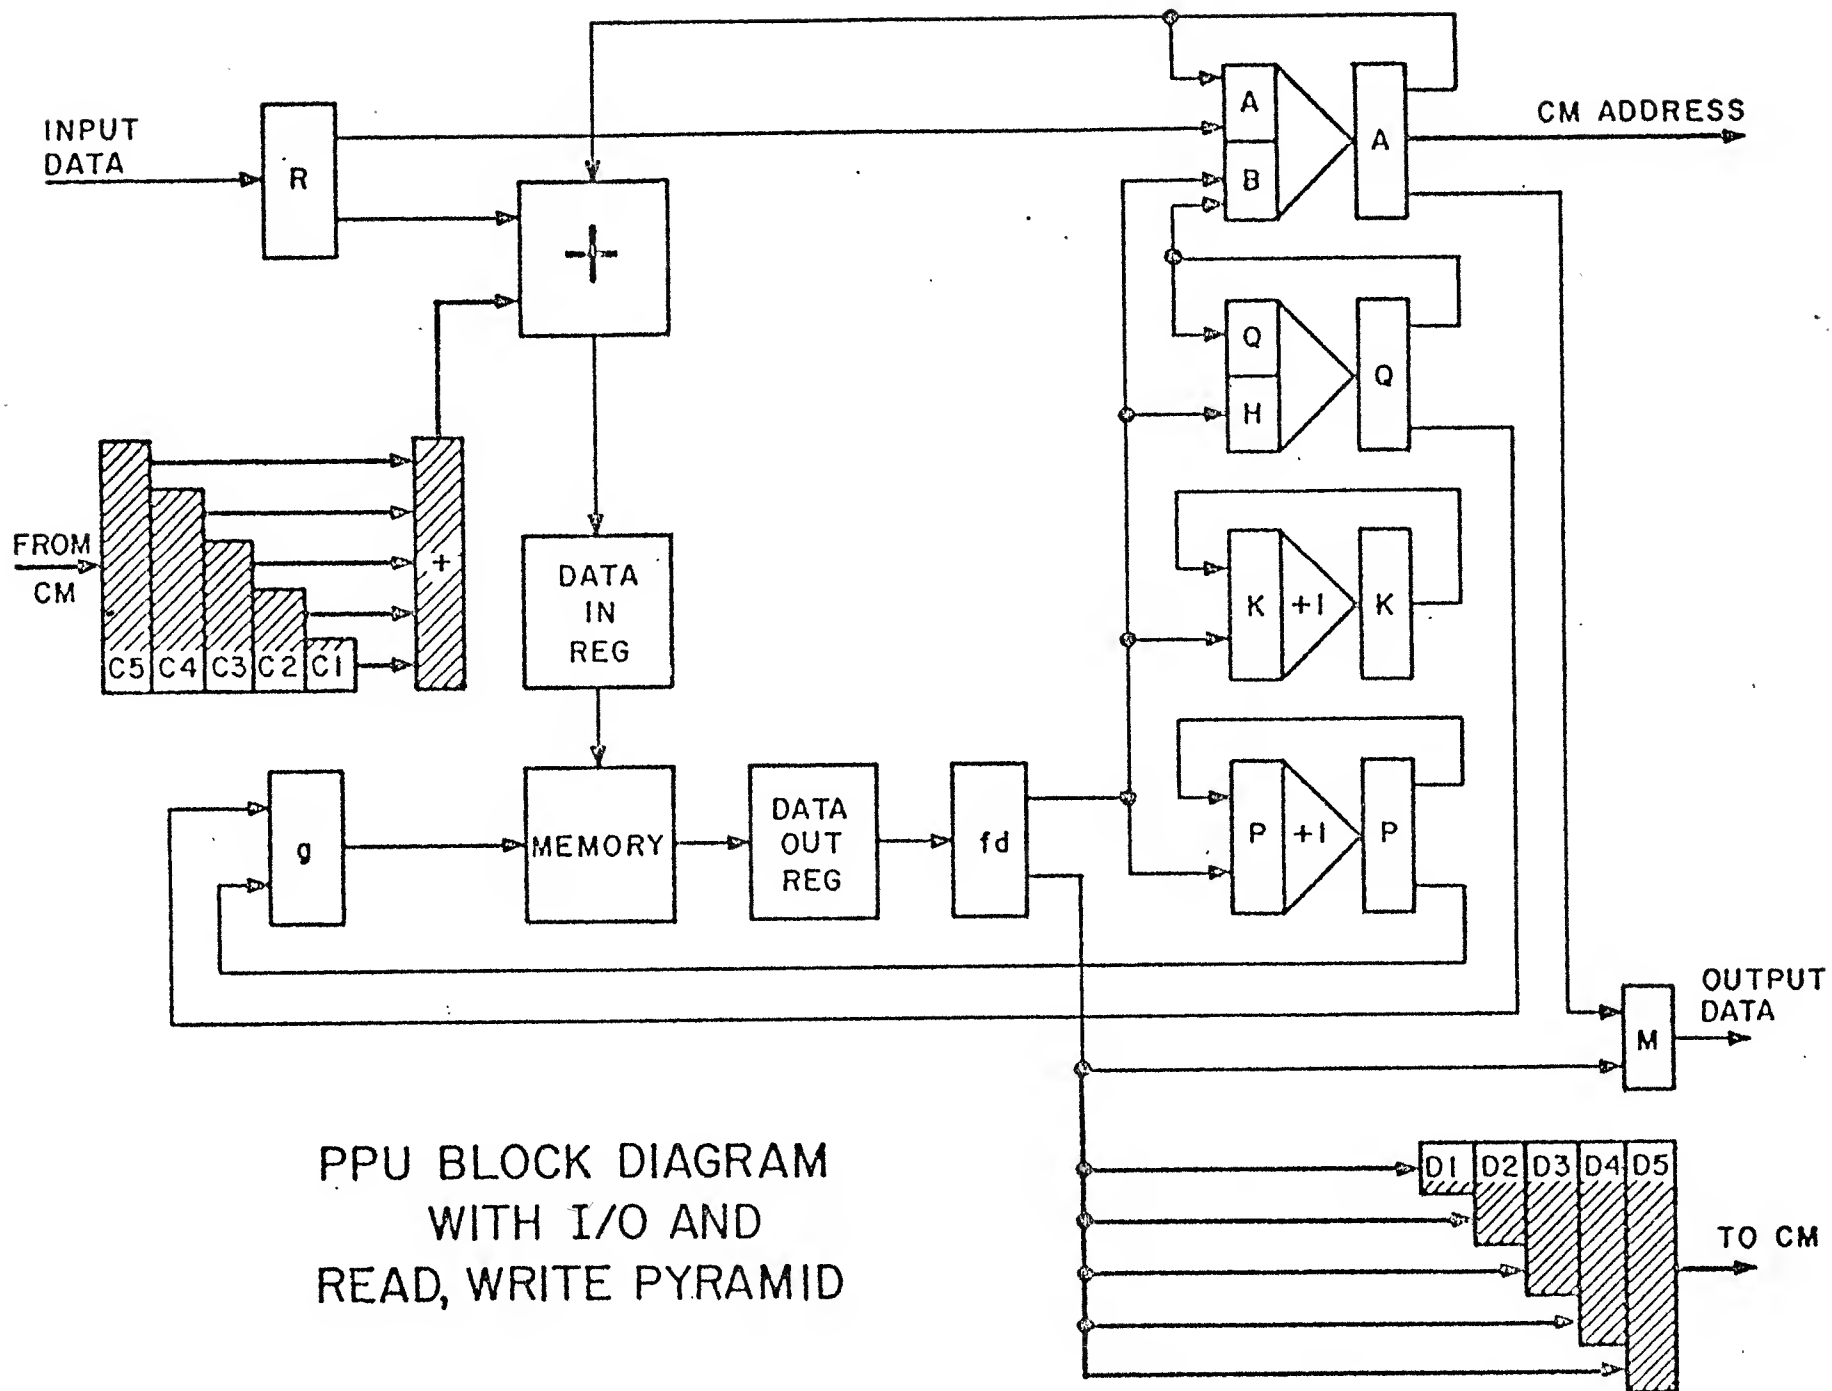 INPUT
DATA
R
+
A
B
A
CM ADDRESS
Q
H
Q
FROM
CM
C5 C4 C3 C2 C1
+
DATA
IN
REG
K +1 K
g
MEMORY
DATA
OUT
REG
fd
P +1 P
OUTPUT
DATA
M
PPU BLOCK DIAGRAM
WITH I/O AND
READ, WRITE PYRAMID
D1 D2 D3 D4 D5
TO CM